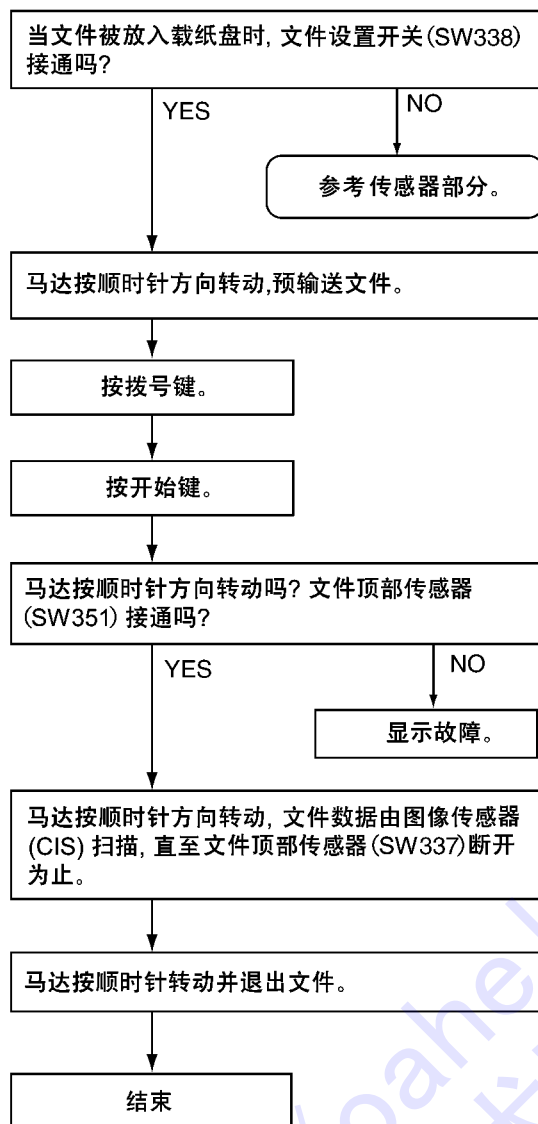 当文件被放入载纸盘时, 文件设置开关(SW338)
接通吗?
YES
NO
参考传感器部分。
马达按顺时针方向转动,预输送文件。
按拨号键。
按开始键。
马达按顺时针方向转动吗? 文件顶部传感器
(SW351) 接通吗?
YES
NO
显示故障。
马达按顺时针方向转动, 文件数据由图像传感器
(CIS) 扫描, 直至文件顶部传感器(SW337)断开
为止。
马达按顺时针转动并退出文件。
结束